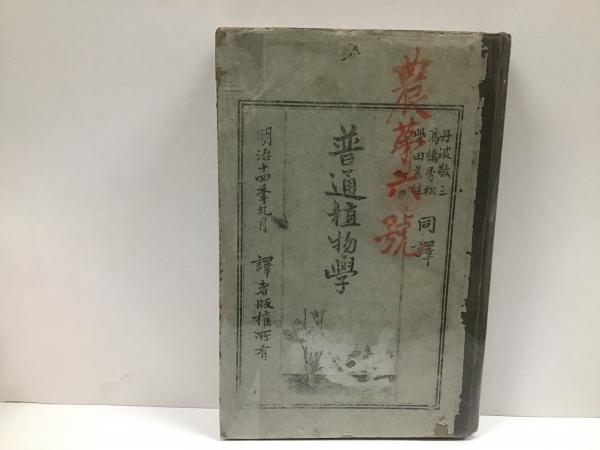 農華六號
丹波敬三
高橋秀松
柴田承桂
同譯
普通植物學
明治十四年九月
譯者版權所有